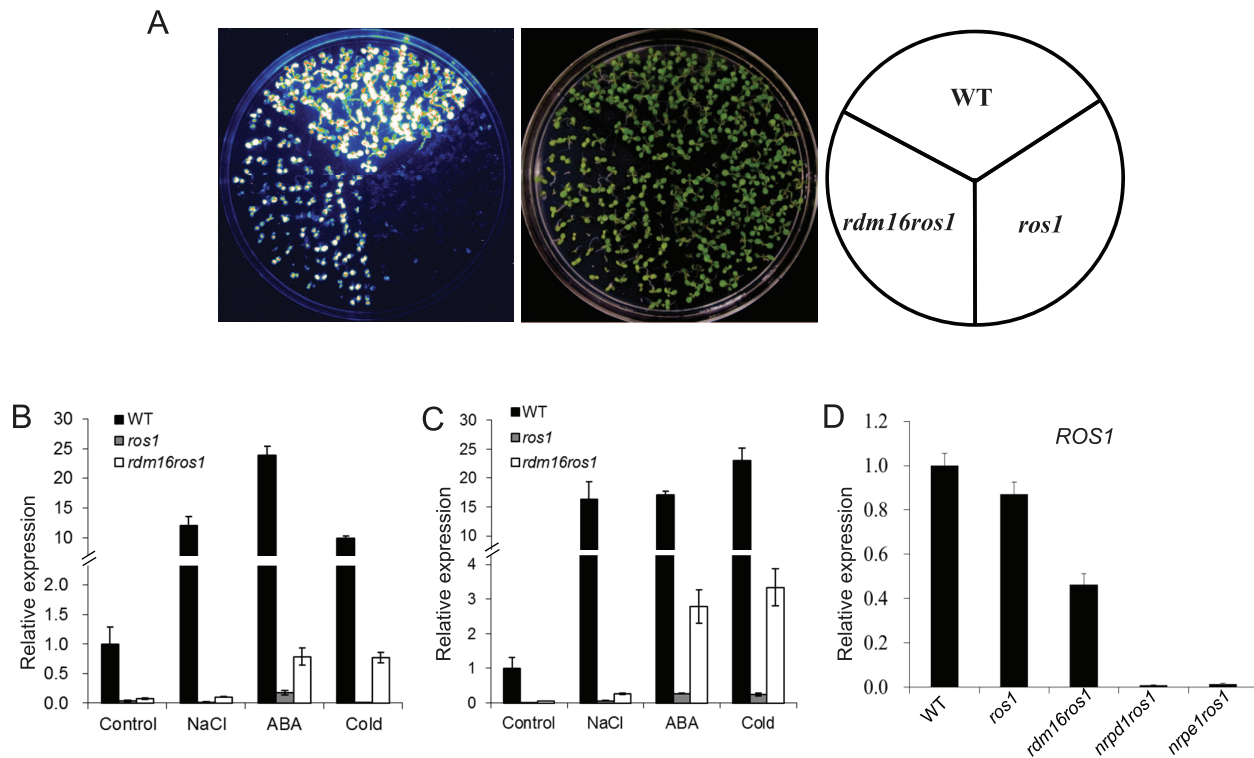 A
WT
rdm16ros1
ros1
B
Relative expression
30
25
20
15
10
2.0
1.5
1.0
0.5
0.0
WT
ros1
rdm16ros1
Control NaCl ABA Cold
C
Relative expression
30
25
20
15
10
4
3
2
1
0
WT
ros1
rdm16ros1
Control NaCl ABA Cold
D
ROS1
Relative expression
1.2
1.0
0.8
0.6
0.4
0.2
0.0
WT
ros1
rdm16ros1
nrpd1ros1
nrpe1ros1